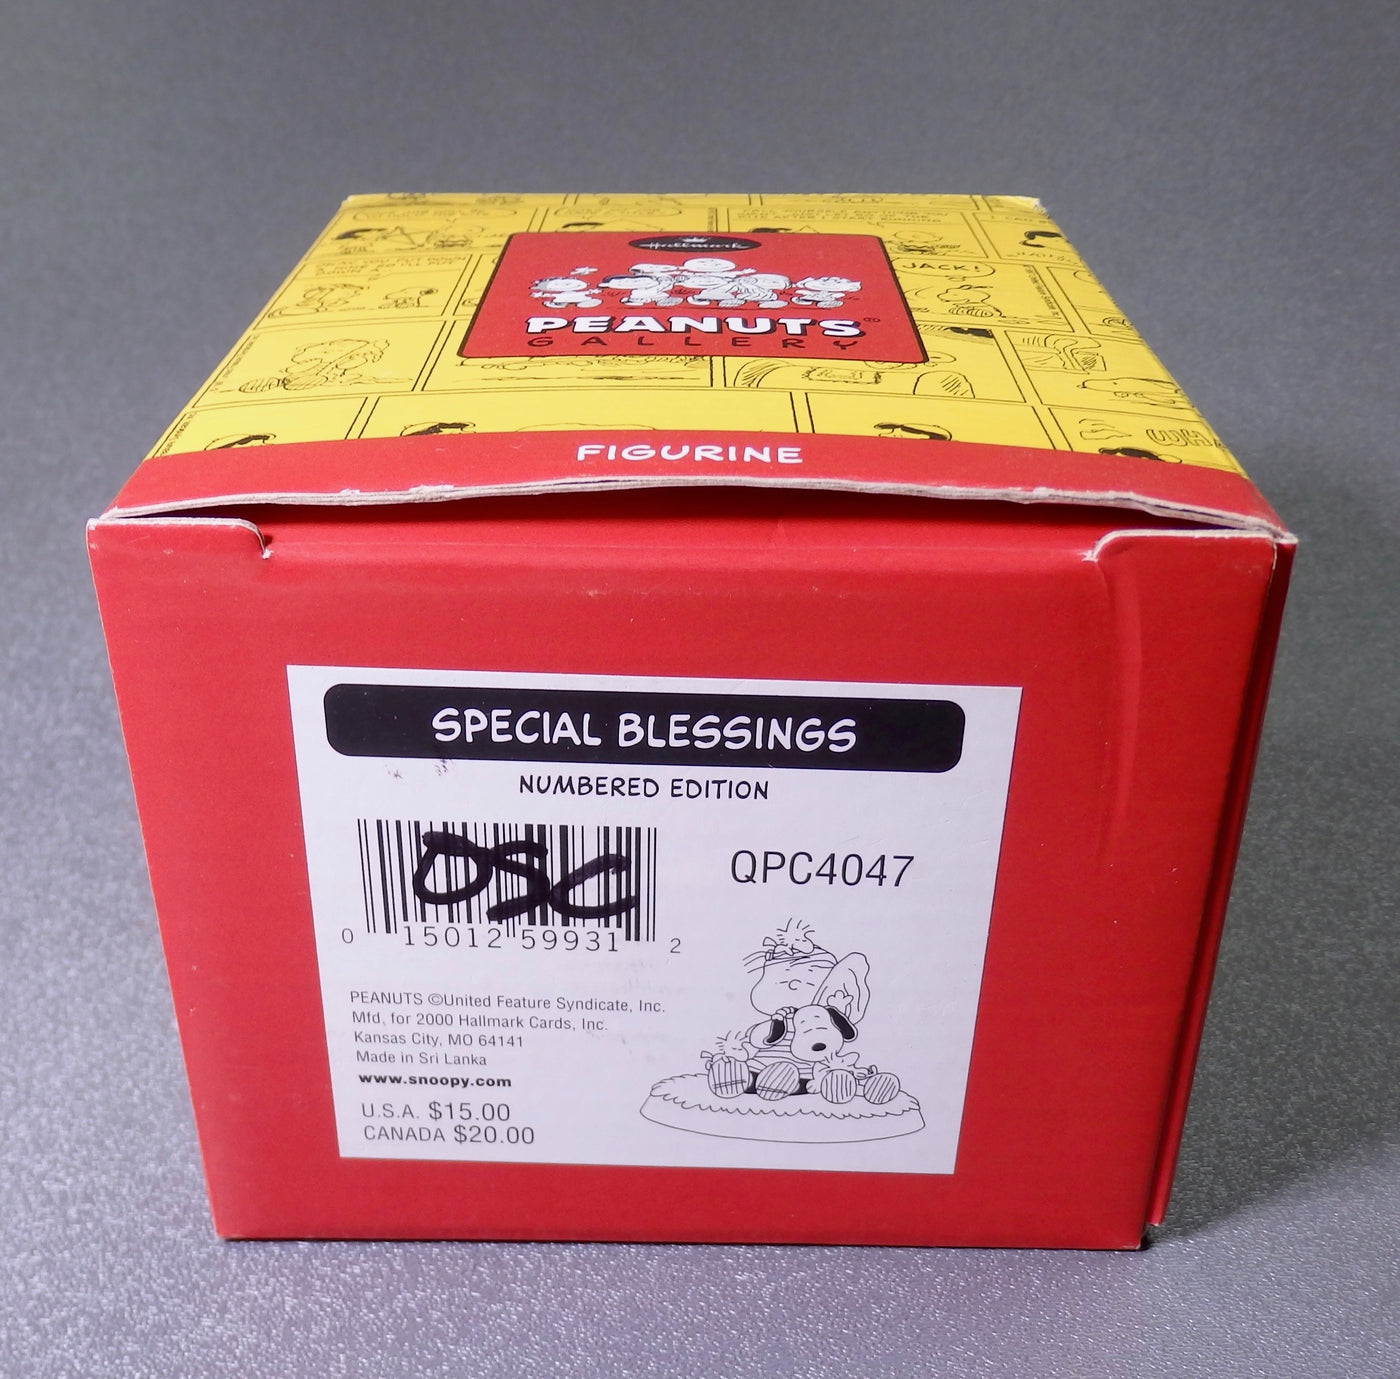 Hallmark
PEANUTS®
GALLERY
JACK!
FIGURINE
SPECIAL BLESSINGS
NUMBERED EDITION
DSC
QPC4047
0 15012 59931 2
PEANUTS ©United Feature Syndicate, Inc.
Mfd, for 2000 Hallmark Cards, Inc.
Kansas City, MO 64141
Made in Sri Lanka
www.snoopy.com
U.S.A. $15.00
CANADA $20.00